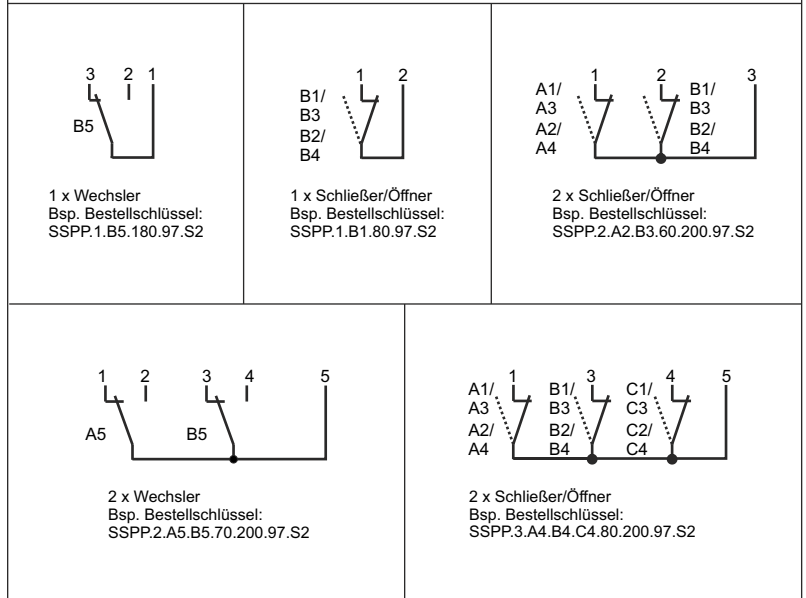 3 2 1
B5
1 x Wechsler
Bsp. Bestellschlüssel:
SSPP.1.B5.180.97.S2
1 2
B1/
B3
B2/
B4
1 x Schließer/Öffner
Bsp. Bestellschlüssel:
SSPP.1.B1.80.97.S2
1 2 3
A1/ B1/
A3 B3
A2/ B2/
A4 B4
2 x Schließer/Öffner
Bsp. Bestellschlüssel:
SSPP.2.A2.B3.60.200.97.S2
1 2 3 4 5
A5 B5
2 x Wechsler
Bsp. Bestellschlüssel:
SSPP.2.A5.B5.70.200.97.S2
1 3 4 5
A1/ B1/ C1/
A3 B3 C3
A2/ B2/ C2/
A4 B4 C4
2 x Schließer/Öffner
Bsp. Bestellschlüssel:
SSPP.3.A4.B4.C4.80.200.97.S2